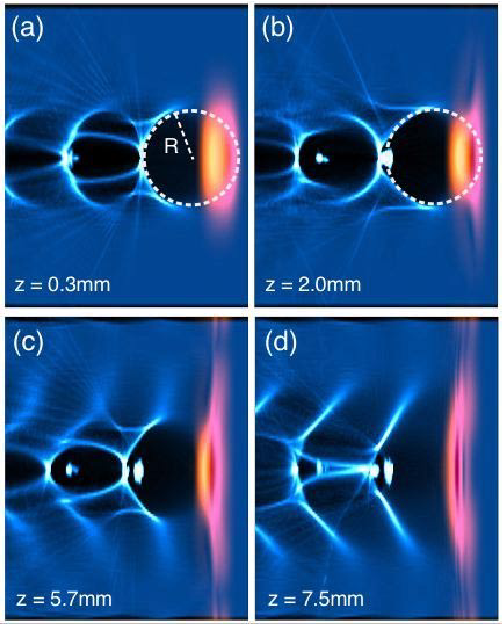 (a)
R
z = 0.3mm
(b)
z = 2.0mm
(c)
z = 5.7mm
(d)
z = 7.5mm